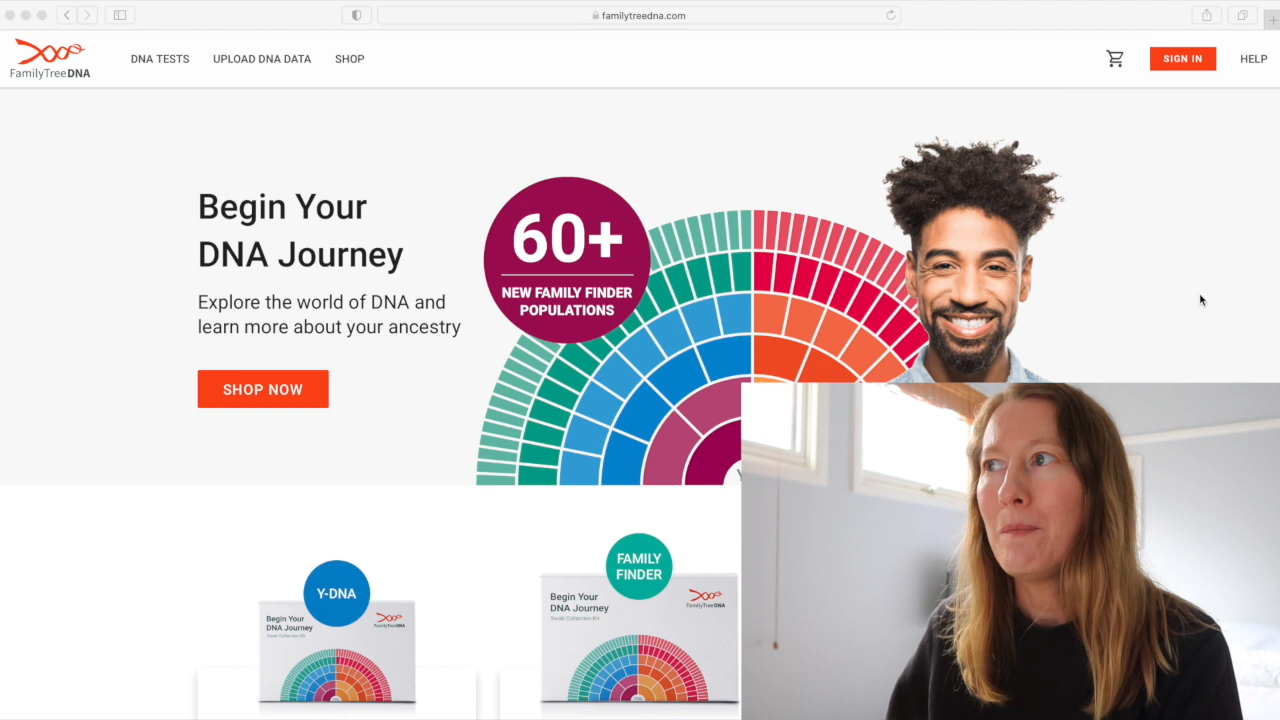 familytreedna.com
FamilyTreeDNA
DNA TESTS
UPLOAD DNA DATA
SHOP
SIGN IN
HELP
Begin Your
DNA Journey
Explore the world of DNA and
learn more about your ancestry
SHOP NOW
60+
NEW FAMILY FINDER
POPULATIONS
Y-DNA
Begin Your
DNA Journey
Swab Collection Kit
FamilyTreeDNA
FAMILY
FINDER
Begin Your
DNA Journey
Swab Collection Kit
FamilyTreeDNA